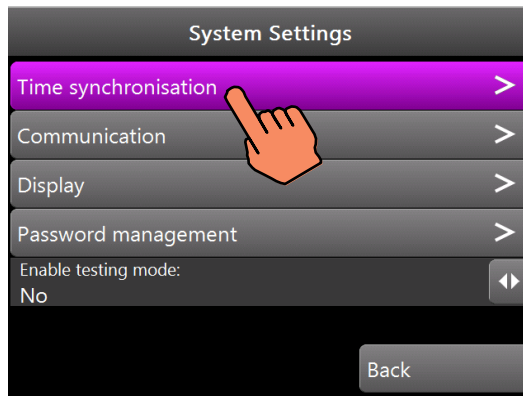 System Settings
Time synchronisation
Communication
Display
Password management
Enable testing mode:
No
Back